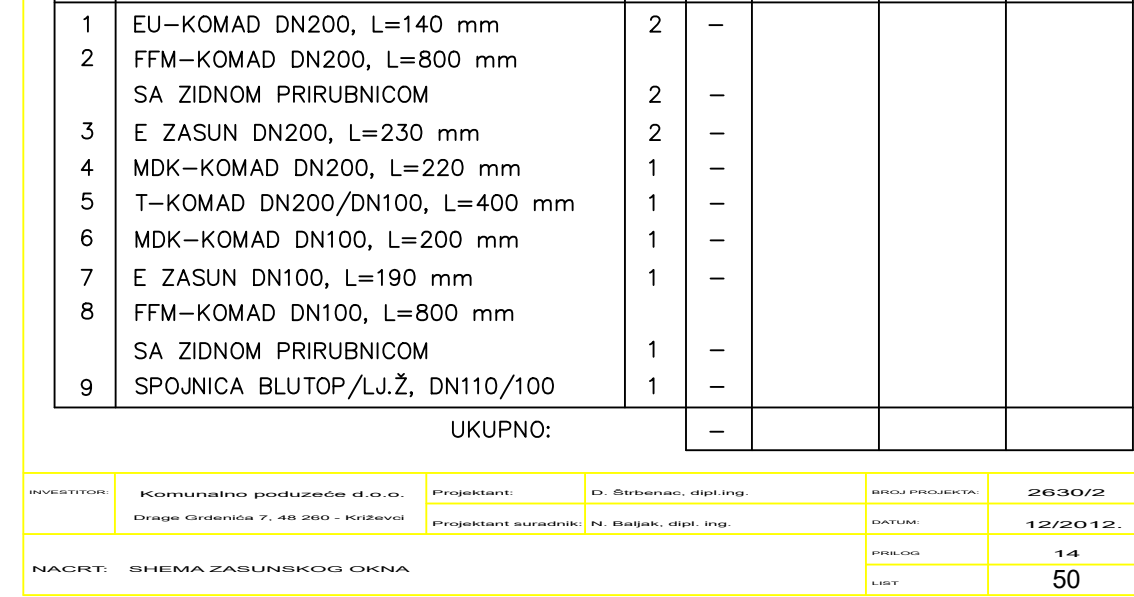 1 EU-KOMAD DN200, L=140 mm 2 -
2 FFM-KOMAD DN200, L=800 mm
SA ZIDNOM PRIRUBNICOM 2 -
3 E ZASUN DN200, L=230 mm 2 -
4 MDK-KOMAD DN200, L=220 mm 1 -
5 T-KOMAD DN200/DN100, L=400 mm 1 -
6 MDK-KOMAD DN100, L=200 mm 1 -
7 E ZASUN DN100, L=190 mm 1 -
8 FFM-KOMAD DN100, L=800 mm
SA ZIDNOM PRIRUBNICOM 1 -
9 SPOJNICA BLUTOP/LJ.Ž, DN110/100 1 -
UKUPNO: -
INVESTITOR: Komunalno poduzeće d.o.o. Projektant: D. Štrbenac, dipl.ing. BROJ PROJEKTA: 2630/2
Drage Grdenića 7, 48 260 - Križevci Projektant suradnik: N. Baljak, dipl. ing. DATUM: 12/2012.
PRILOG 14
NACRT: SHEMA ZASUNSKOG OKNA
LIST 50